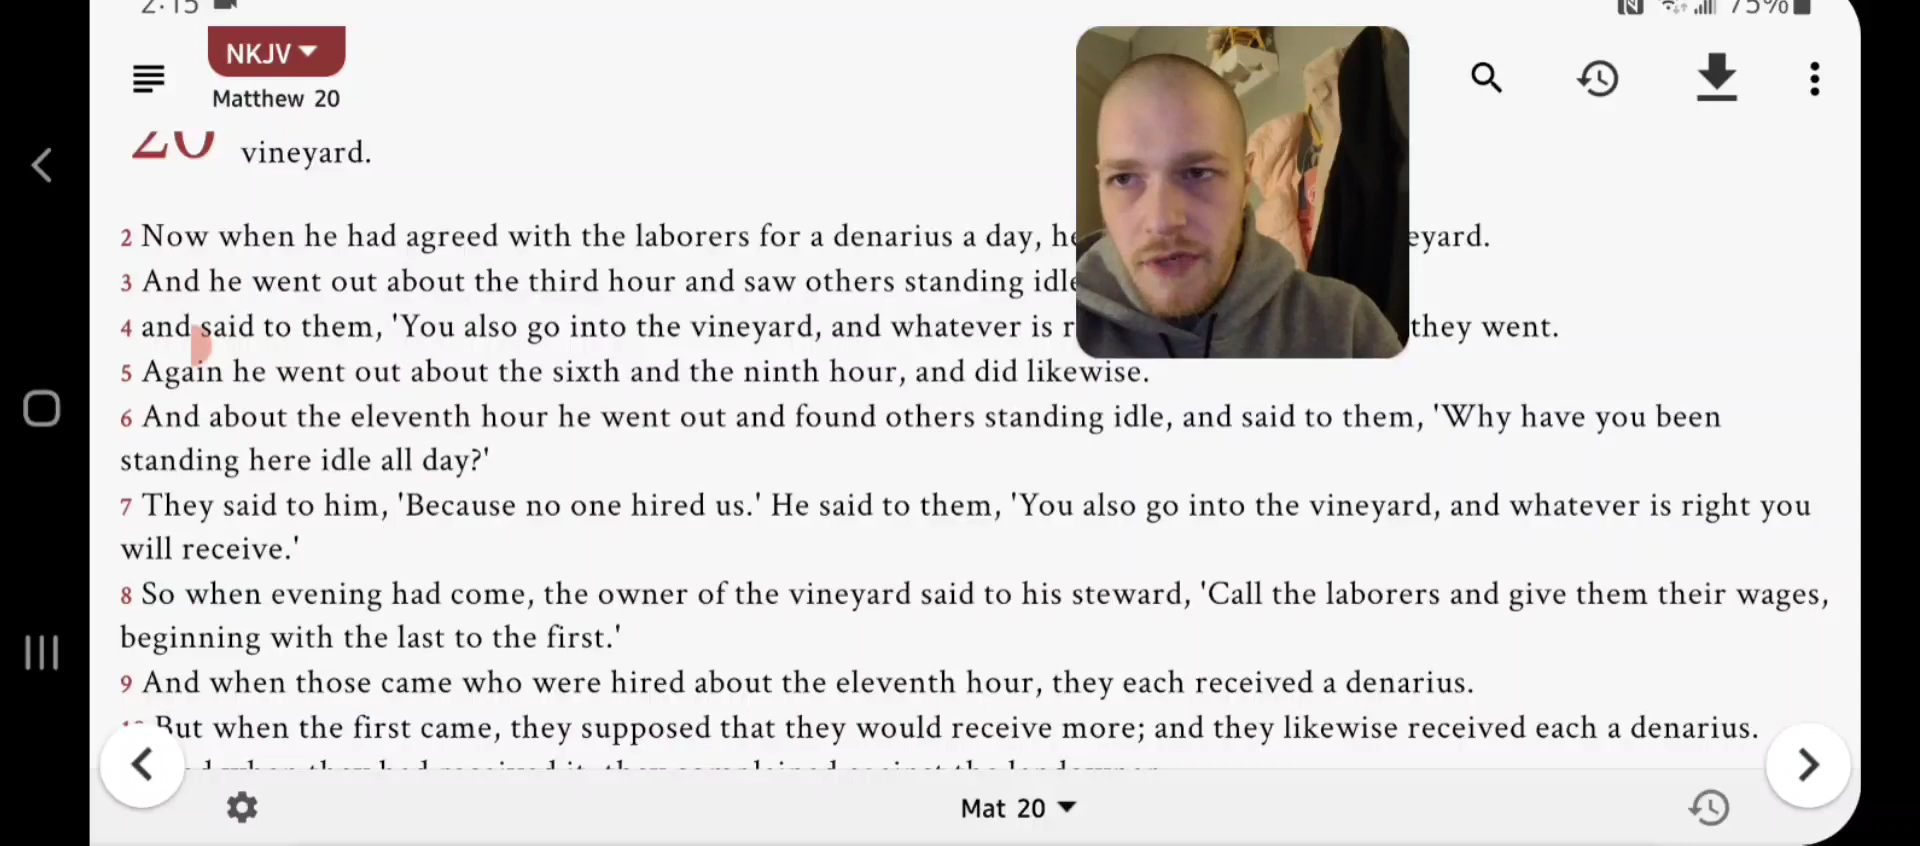 2:15 75%
NKJV
Matthew 20
20 vineyard.
2 Now when he had agreed with the laborers for a denarius a day, he eyard.
3 And he went out about the third hour and saw others standing idle
4 and said to them, 'You also go into the vineyard, and whatever is r they went.
5 Again he went out about the sixth and the ninth hour, and did likewise.
6 And about the eleventh hour he went out and found others standing idle, and said to them, 'Why have you been
standing here idle all day?'
7 They said to him, 'Because no one hired us.' He said to them, 'You also go into the vineyard, and whatever is right you
will receive.'
8 So when evening had come, the owner of the vineyard said to his steward, 'Call the laborers and give them their wages,
beginning with the last to the first.'
9 And when those came who were hired about the eleventh hour, they each received a denarius.
But when the first came, they supposed that they would receive more; and they likewise received each a denarius.
Mat 20